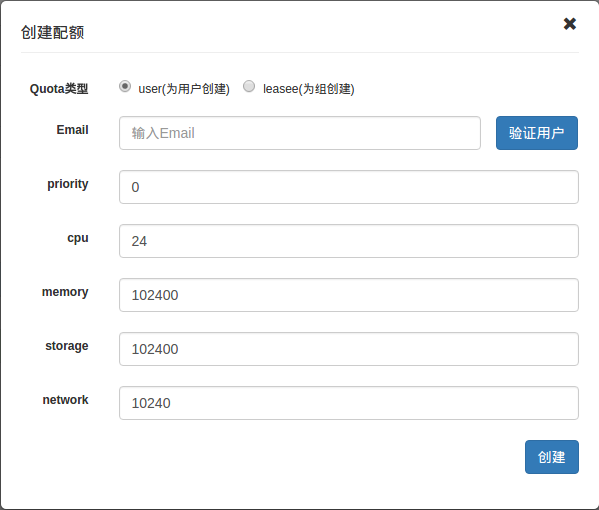 创建配额
Quota类型 user(为用户创建) leasee(为组创建)
Email 输入Email 验证用户
priority 0
cpu 24
memory 102400
storage 102400
network 10240
创建